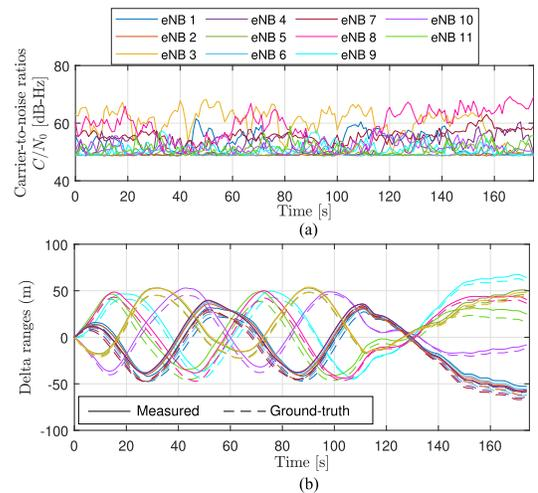 eNB 1 eNB 4 eNB 7 eNB 10
eNB 2 eNB 5 eNB 8 eNB 11
eNB 3 eNB 6 eNB 9
Carrier-to-noise ratios
C/N₀ [dB-Hz]
80
60
40
0 20 40 60 80 100 120 140 160
Time [s]
(a)
Delta ranges (m)
100
50
0
-50
-100
Measured Ground-truth
0 20 40 60 80 100 120 140 160
Time [s]
(b)